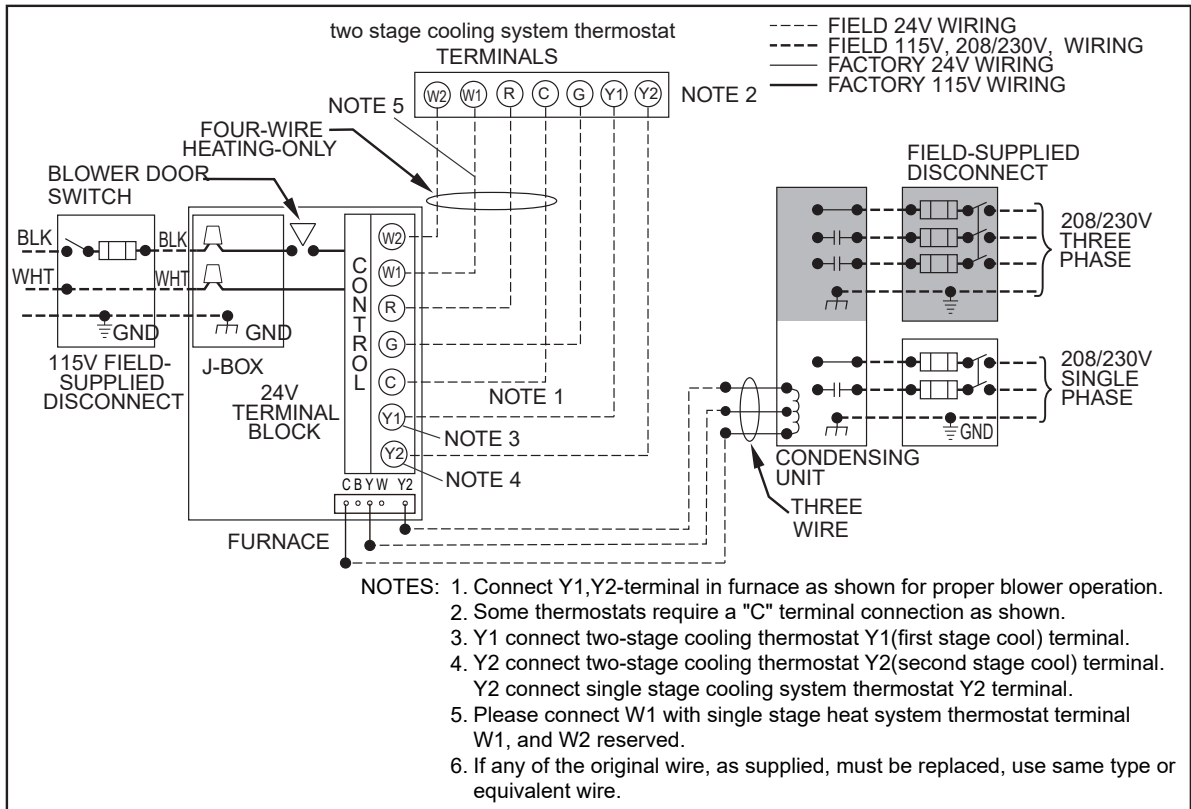 two stage cooling system thermostat
TERMINALS
FIELD 24V WIRING
FIELD 115V, 208/230V, WIRING
FACTORY 24V WIRING
FACTORY 115V WIRING
W2 W1 R C G Y1 Y2
NOTE 2
NOTE 5
FOUR-WIRE
HEATING-ONLY
BLOWER DOOR
SWITCH
FIELD-SUPPLIED
DISCONNECT
BLK
BLK
WHT
WHT
GND
GND
115V FIELD-
SUPPLIED
DISCONNECT
J-BOX
24V
TERMINAL
BLOCK
CONTROL
W2
W1
R
G
C
Y1
Y2
NOTE 1
NOTE 3
NOTE 4
C B Y W Y2
FURNACE
208/230V
THREE
PHASE
208/230V
SINGLE
PHASE
GND
CONDENSING
UNIT
THREE
WIRE
NOTES: 1. Connect Y1,Y2-terminal in furnace as shown for proper blower operation.
2. Some thermostats require a "C" terminal connection as shown.
3. Y1 connect two-stage cooling thermostat Y1(first stage cool) terminal.
4. Y2 connect two-stage cooling thermostat Y2(second stage cool) terminal.
Y2 connect single stage cooling system thermostat Y2 terminal.
5. Please connect W1 with single stage heat system thermostat terminal
W1, and W2 reserved.
6. If any of the original wire, as supplied, must be replaced, use same type or
equivalent wire.